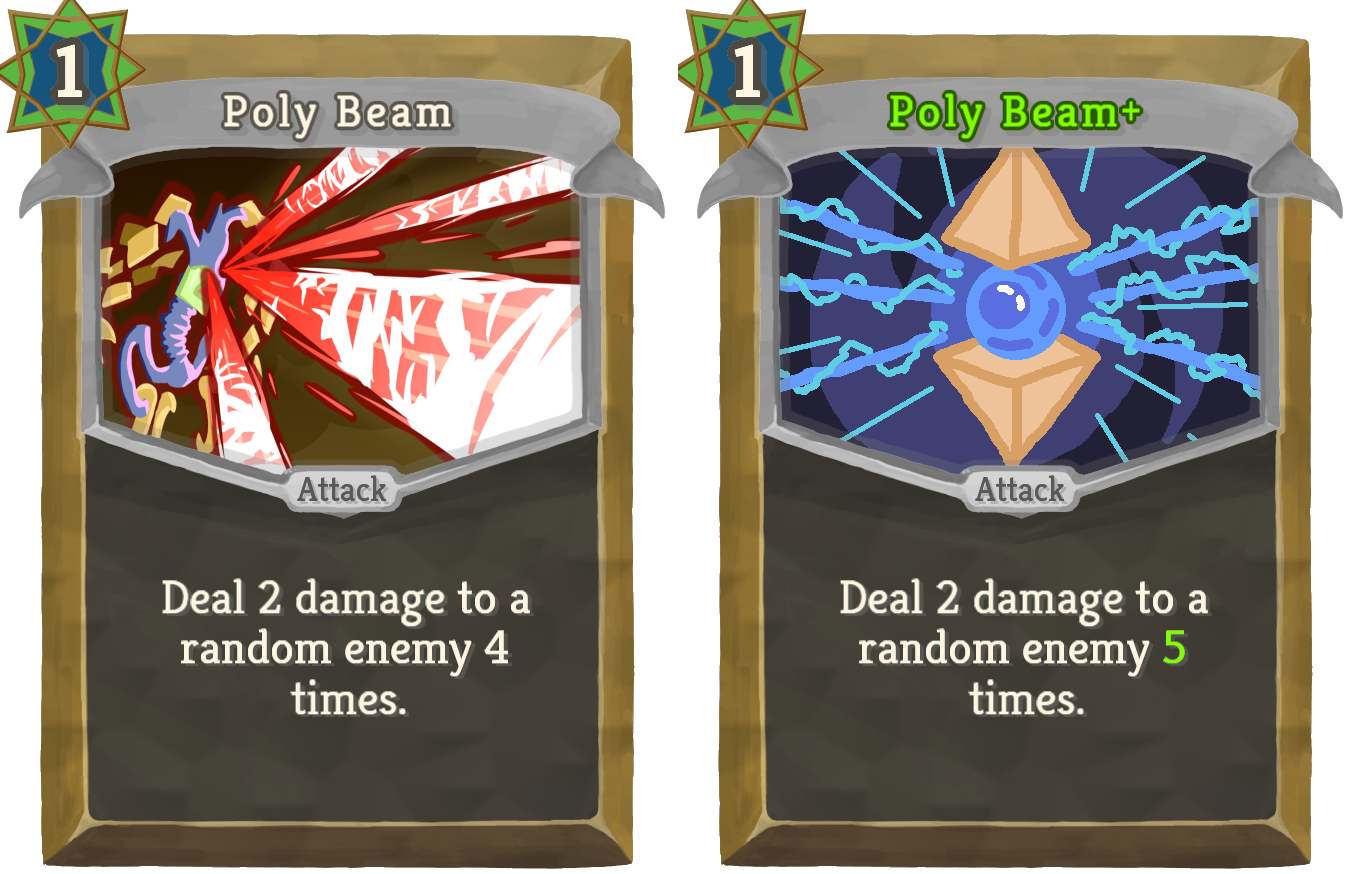 1
Poly Beam
Attack
Deal 2 damage to a
random enemy 4
times.
1
Poly Beam+
Attack
Deal 2 damage to a
random enemy 5
times.